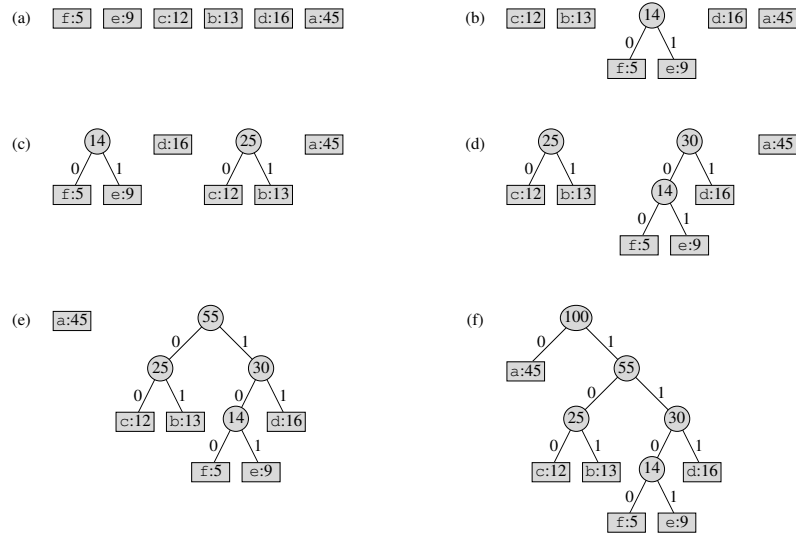 (a) f:5 e:9 c:12 b:13 d:16 a:45
(b) c:12 b:13 14 d:16 a:45
0 1
f:5 e:9
(c) 14 d:16 25 a:45
0 1 0 1
f:5 e:9 c:12 b:13
(d) 25 30 a:45
0 1 0 1
c:12 b:13 14 d:16
0 1
f:5 e:9
(e) a:45 55
0 1
25 30
0 1 0 1
c:12 b:13 14 d:16
0 1
f:5 e:9
(f) 100
0 1
a:45 55
0 1
25 30
0 1 0 1
c:12 b:13 14 d:16
0 1
f:5 e:9